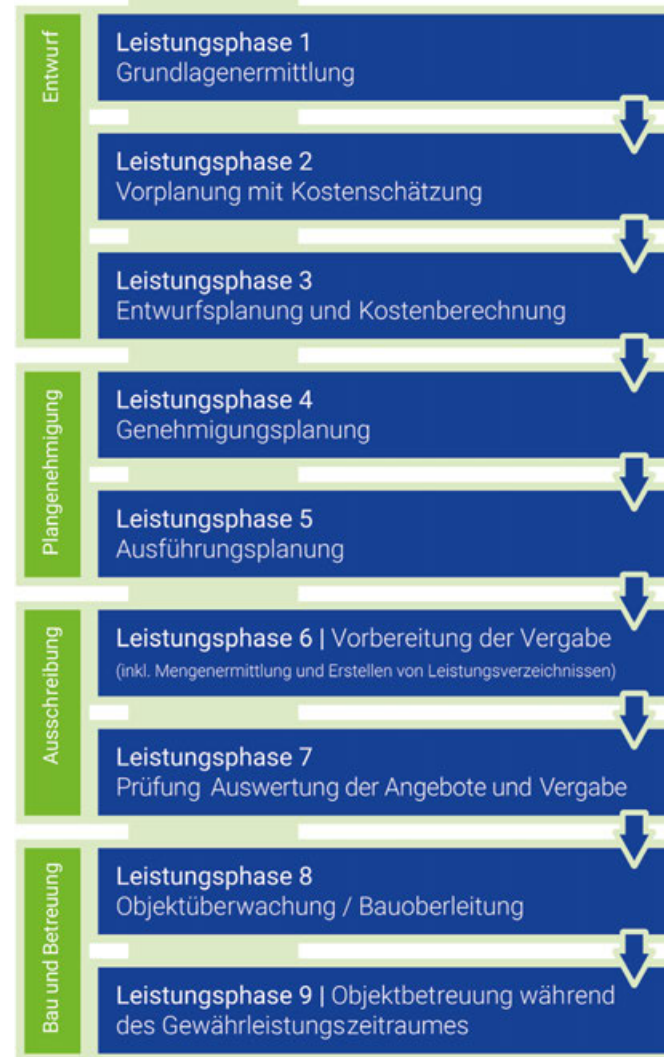 Entwurf
Leistungsphase 1
Grundlagenermittlung
Leistungsphase 2
Vorplanung mit Kostenschätzung
Leistungsphase 3
Entwurfsplanung und Kostenberechnung
Plangenehmigung
Leistungsphase 4
Genehmigungsplanung
Leistungsphase 5
Ausführungsplanung
Ausschreibung
Leistungsphase 6 | Vorbereitung der Vergabe
(inkl. Mengenermittlung und Erstellen von Leistungsverzeichnissen)
Leistungsphase 7
Prüfung Auswertung der Angebote und Vergabe
Bau und Betreuung
Leistungsphase 8
Objektüberwachung / Bauoberleitung
Leistungsphase 9 | Objektbetreuung während
des Gewährleistungszeitraumes